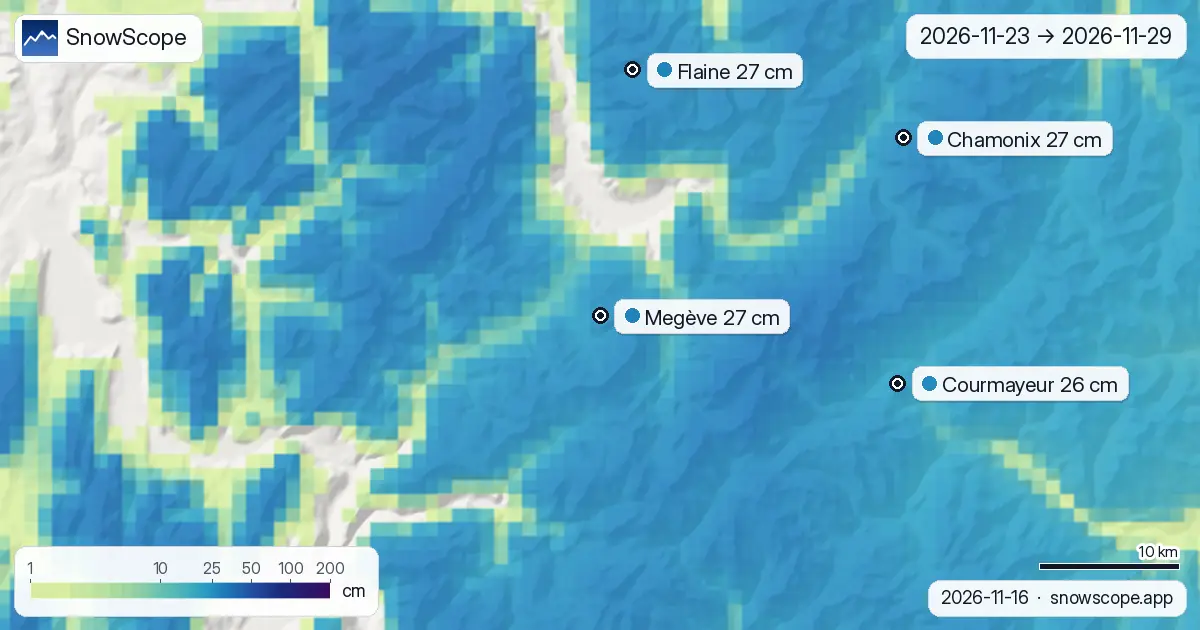 SnowScope
2026-11-23 → 2026-11-29
Flaine 27 cm
Chamonix 27 cm
Megève 27 cm
Courmayeur 26 cm
1 10 25 50 100 200
cm
10 km
2026-11-16 · snowscope.app